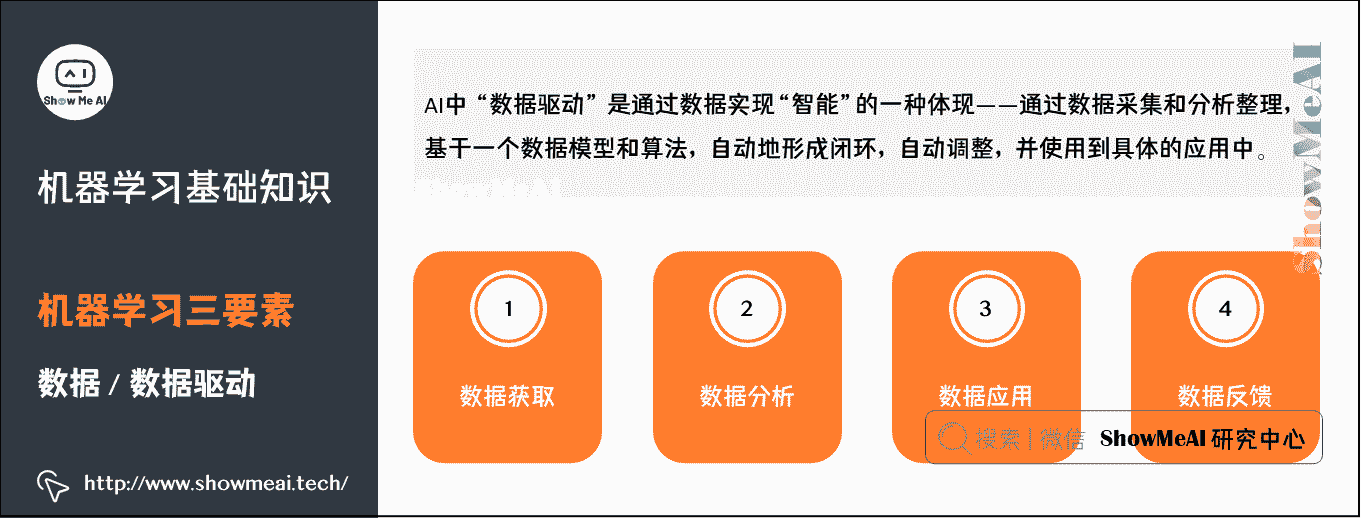 AI
Show Me AI
机器学习基础知识
机器学习三要素
数据 / 数据驱动
http://www.showmeai.tech/
AI中“数据驱动”是通过数据实现“智能”的一种体现——通过数据采集和分析整理，
基于一个数据模型和算法，自动地形成闭环，自动调整，并使用到具体的应用中。
ShowMeAI
ShowMeAI
1
数据获取
2
数据分析
3
数据应用
4
数据反馈
搜索 | 微信 ShowMeAI 研究中心